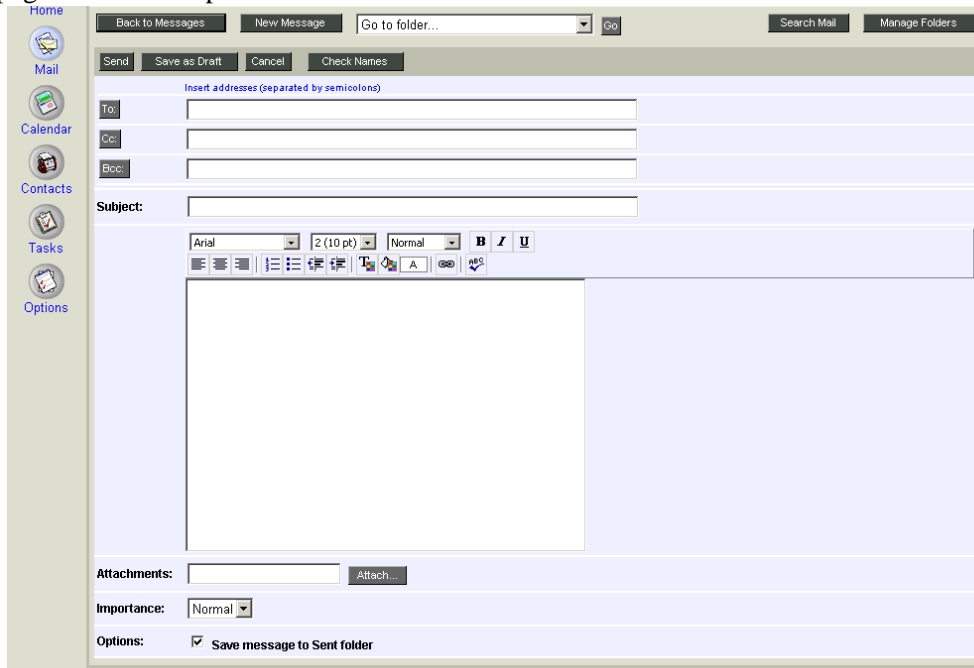 Home
Back to Messages New Message Go to folder... Go Search Mail Manage Folders
Mail
Send Save as Draft Cancel Check Names
Insert addresses (separated by semicolons)
To:
Calendar
Cc:
Bcc:
Contacts
Subject:
Tasks
Arial 2 (10 pt) Normal B I U
A ABC
Options
Attachments: Attach...
Importance: Normal
Options: Save message to Sent folder